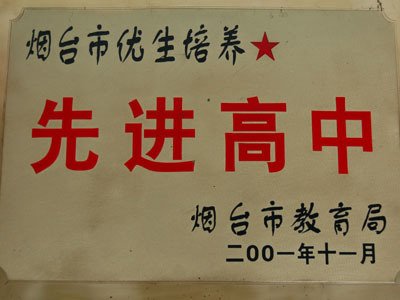 烟台市优生培养★
先进高中
烟台市教育局
二00一年十一月